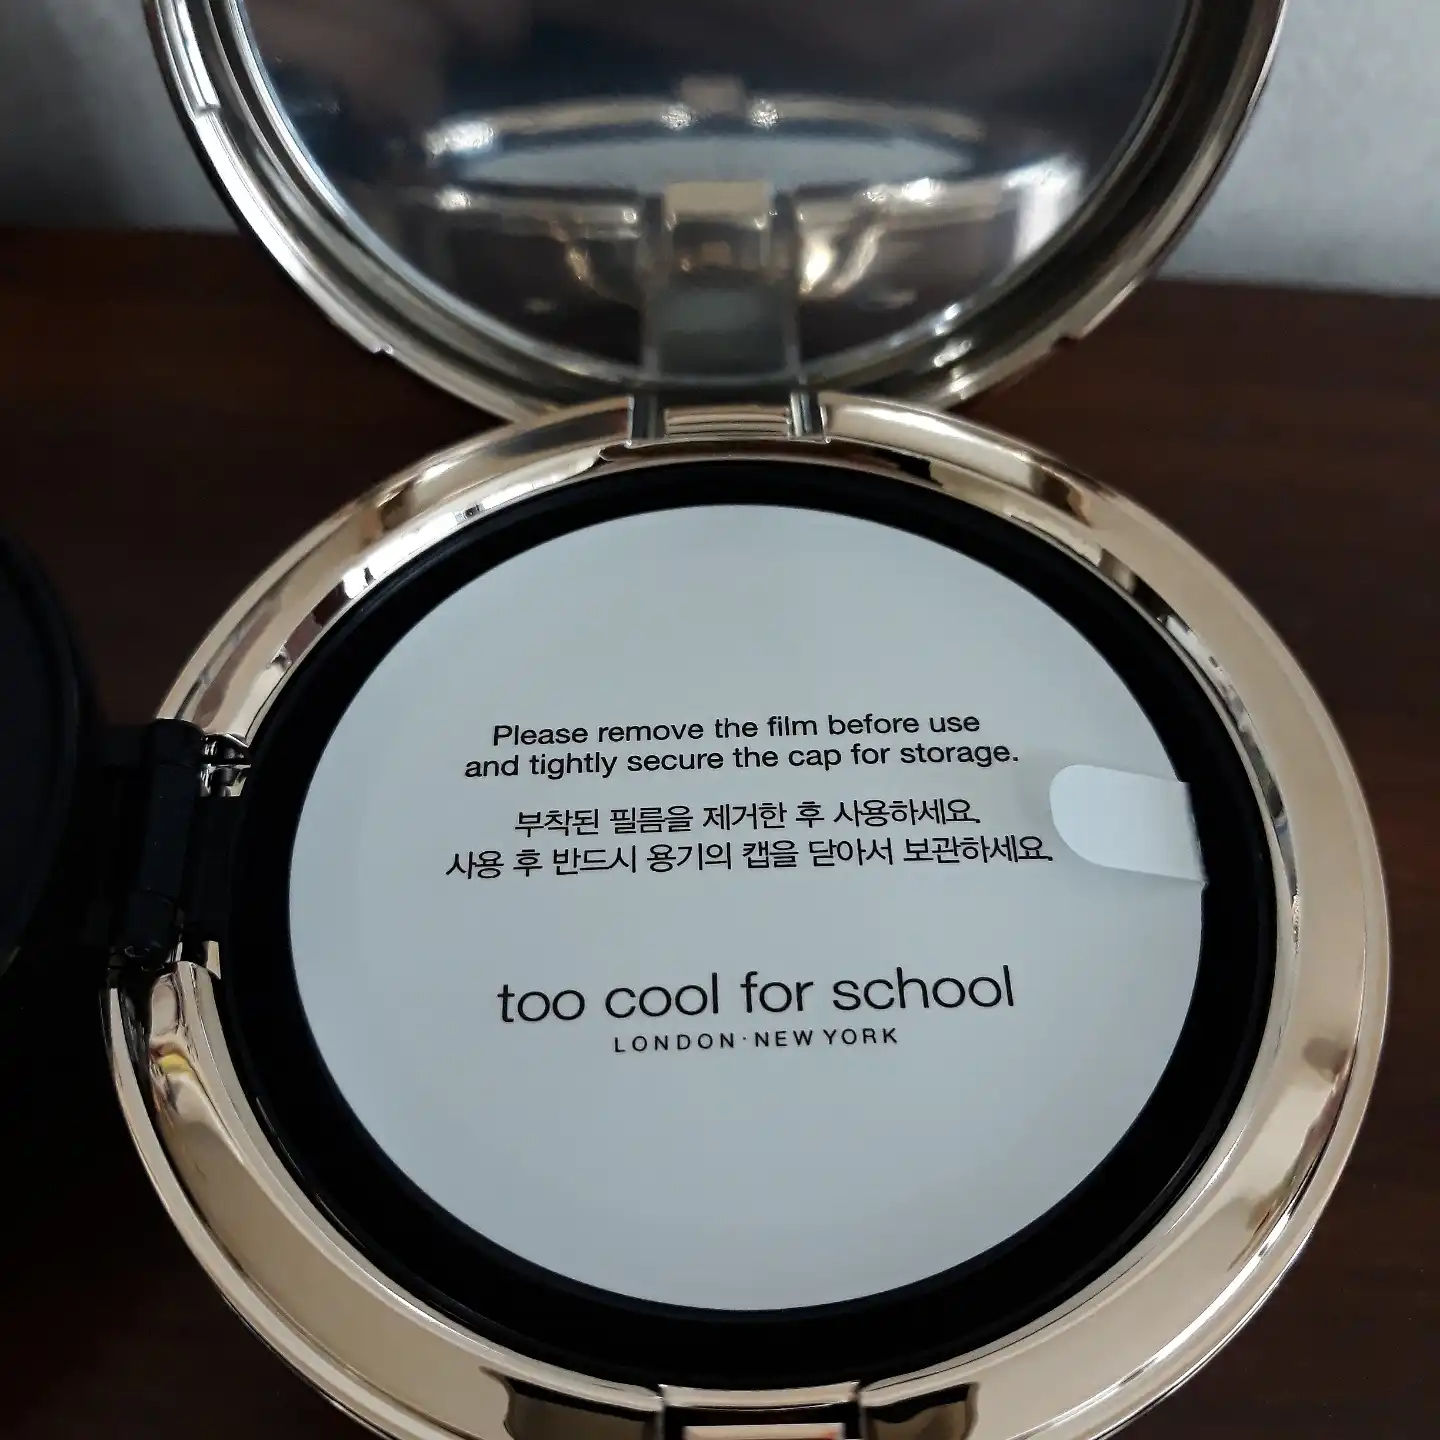 Please remove the film before use
and tightly secure the cap for storage.
부착된 필름을 제거한 후 사용하세요.
사용 후 반드시 용기의 캡을 닫아서 보관하세요.
too cool for school
LONDON·NEW YORK